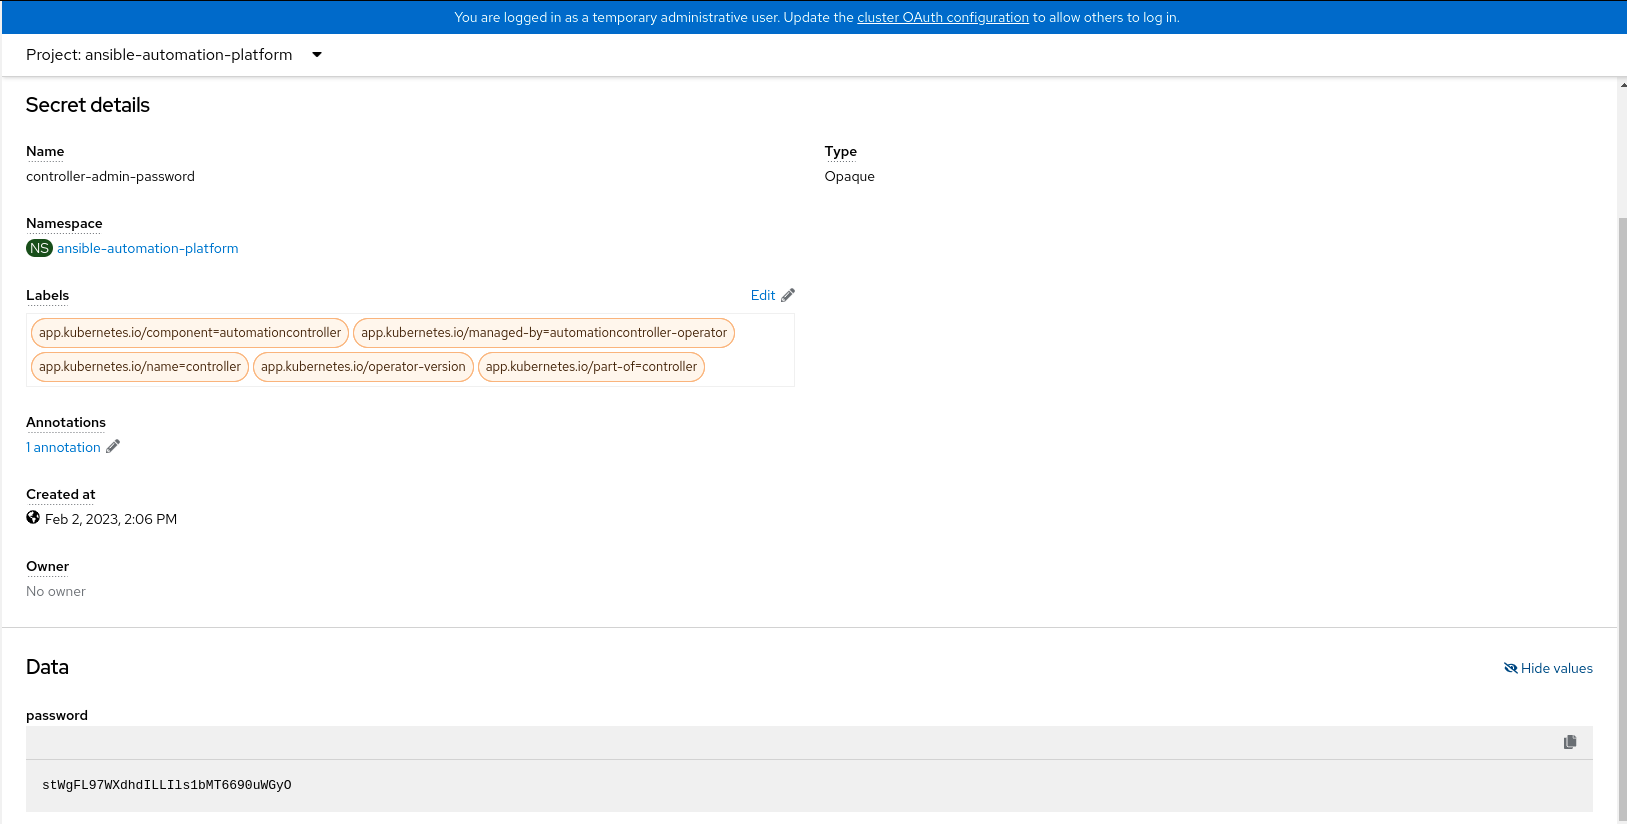 You are logged in as a temporary administrative user. Update the cluster OAuth configuration to allow others to log in.
Project: ansible-automation-platform
Secret details
Name
controller-admin-password
Type
Opaque
Namespace
NS ansible-automation-platform
Labels
Edit
app.kubernetes.io/component=automationcontroller app.kubernetes.io/managed-by=automationcontroller-operator
app.kubernetes.io/name=controller app.kubernetes.io/operator-version app.kubernetes.io/part-of=controller
Annotations
1 annotation
Created at
Feb 2, 2023, 2:06 PM
Owner
No owner
Data
Hide values
password
stWgFL97WXdhdILLIls1bMT6690uWGyO